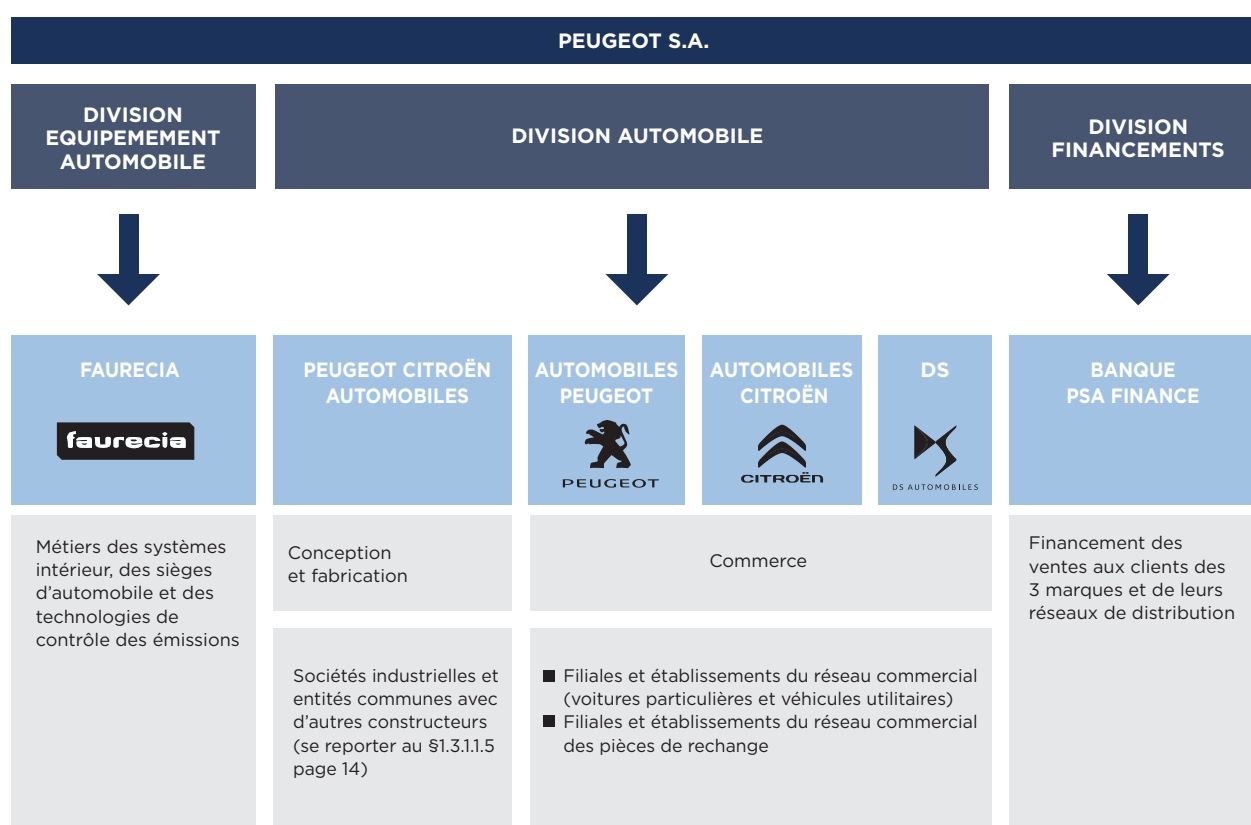 PEUGEOT S.A.
DIVISION
EQUIPEMEMENT
AUTOMOBILE
DIVISION AUTOMOBILE
DIVISION
FINANCEMENTS
FAURECIA
faurecia
PEUGEOT CITROËN
AUTOMOBILES
AUTOMOBILES
PEUGEOT
PEUGEOT
AUTOMOBILES
CITROËN
CITROËN
DS
DS AUTOMOBILES
BANQUE
PSA FINANCE
Métiers des systèmes
intérieur, des sièges
d'automobile et des
technologies de
contrôle des émissions
Conception
et fabrication
Commerce
Financement des
ventes aux clients des
3 marques et de leurs
réseaux de distribution
Sociétés industrielles et
entités communes avec
d'autres constructeurs
(se reporter au §1.3.1.1.5
page 14)
■ Filiales et établissements du réseau commercial
(voitures particulières et véhicules utilitaires)
■ Filiales et établissements du réseau commercial
des pièces de rechange